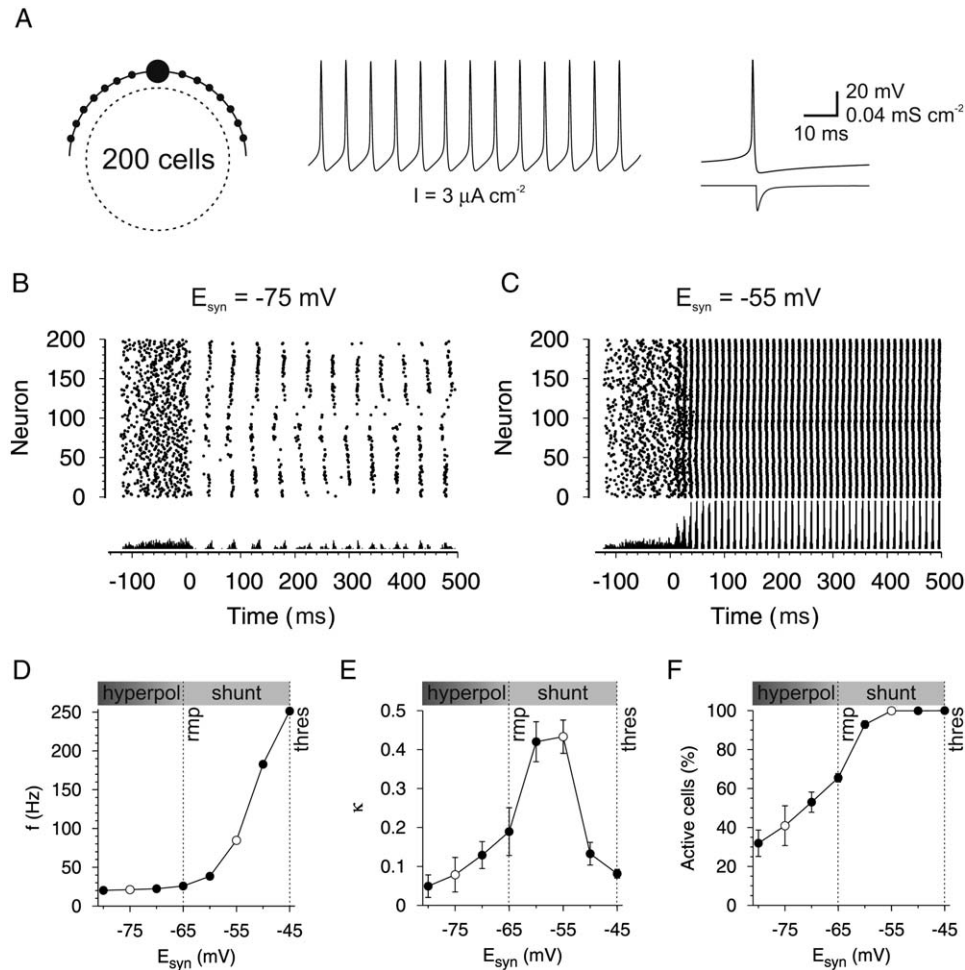 A
200 cells
I = 3 μA cm-2
20 mV
0.04 mS cm-2
10 ms
B
Esyn = -75 mV
C
Esyn = -55 mV
Neuron
200
150
100
50
0
-100 0 100 200 300 400 500
Time (ms)
Neuron
200
150
100
50
0
-100 0 100 200 300 400 500
Time (ms)
D
hyperpol shunt
rmp
thres
f (Hz)
250
200
150
100
50
0
-75 -65 -55 -45
Esyn (mV)
E
hyperpol shunt
rmp
thres
κ
0.5
0.4
0.3
0.2
0.1
0
-75 -65 -55 -45
Esyn (mV)
F
hyperpol shunt
rmp
thres
Active cells (%)
100
80
60
40
20
0
-75 -65 -55 -45
Esyn (mV)